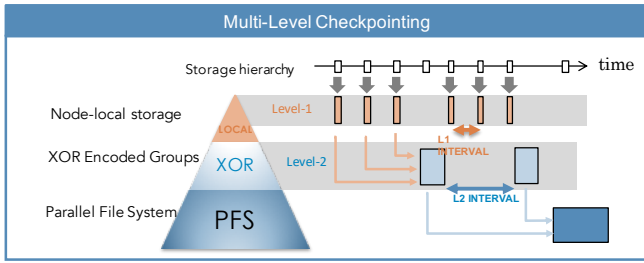 Multi-Level Checkpointing
Storage hierarchy
time
Node-local storage
Level-1
LOCAL
L1
INTERVAL
XOR Encoded Groups
XOR
Level-2
L2 INTERVAL
Parallel File System
PFS